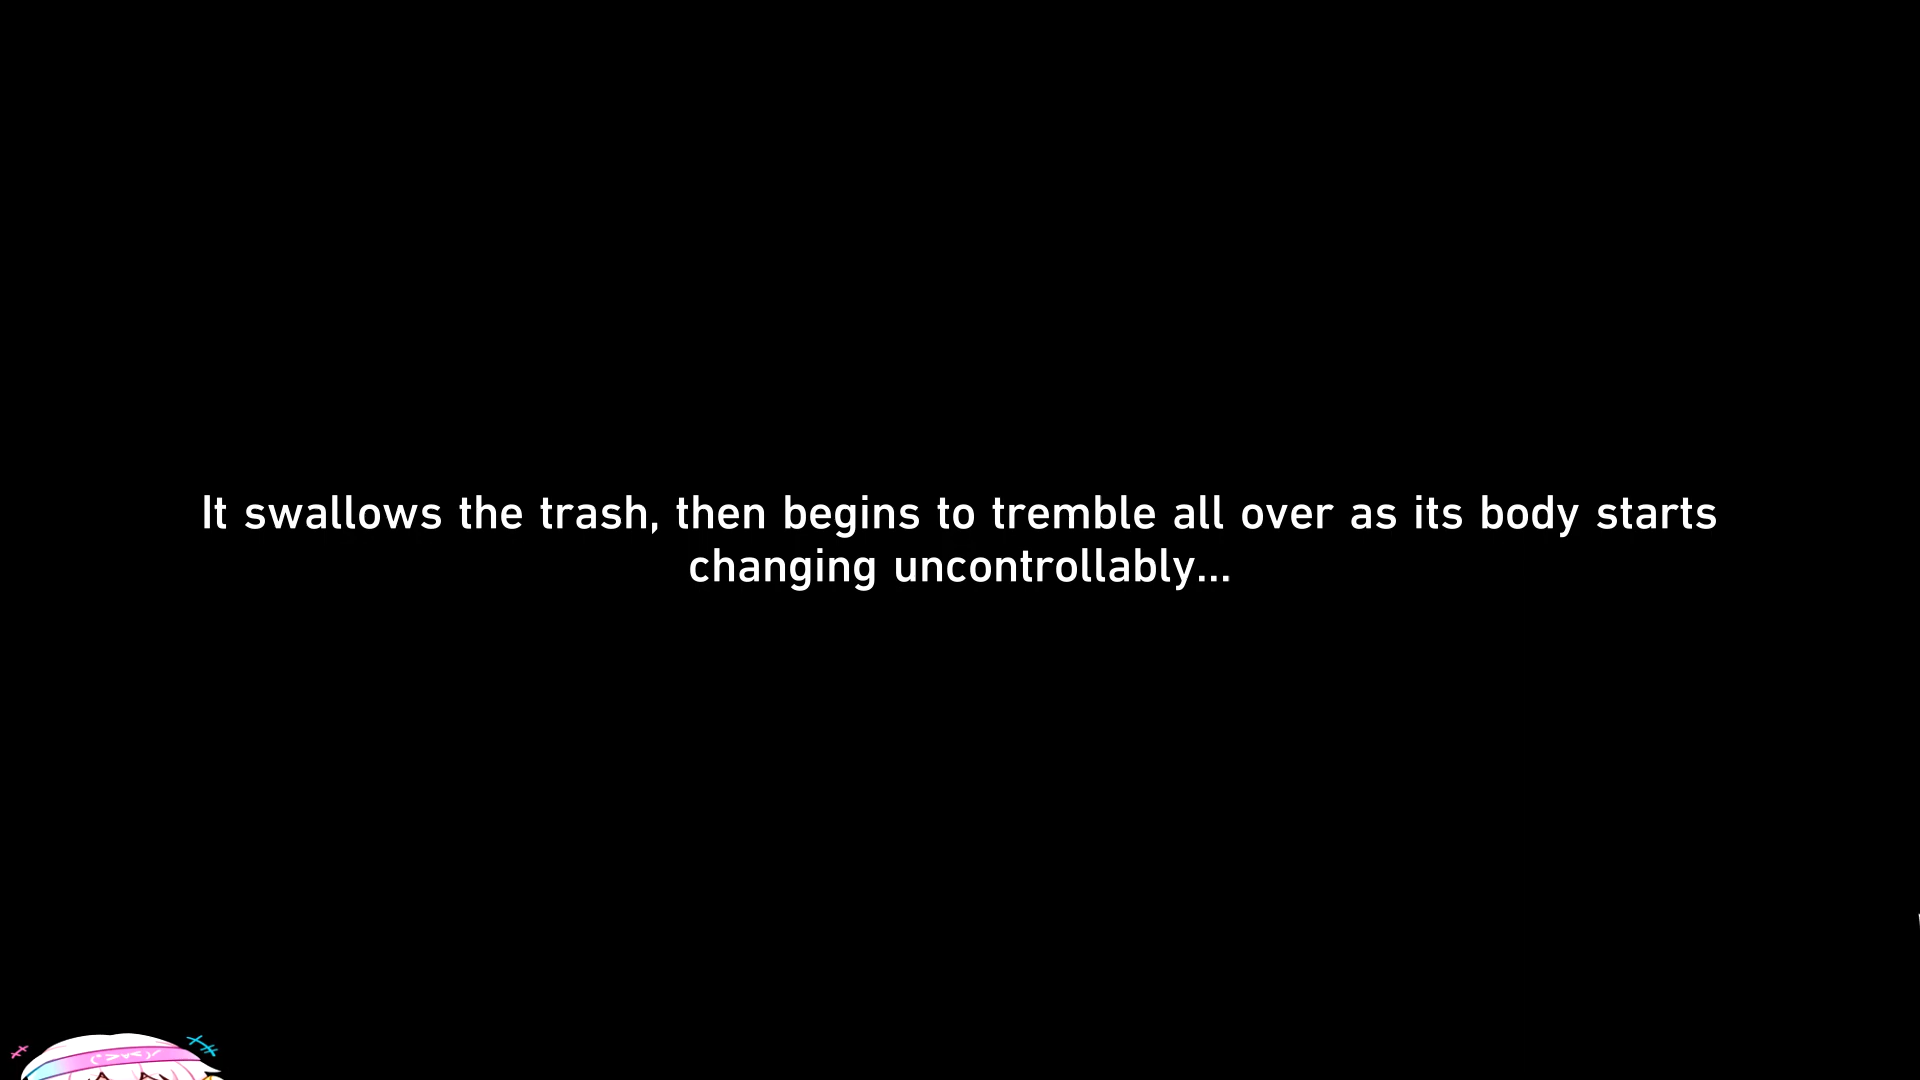 It swallows the trash, then begins to tremble all over as its body starts
changing uncontrollably...